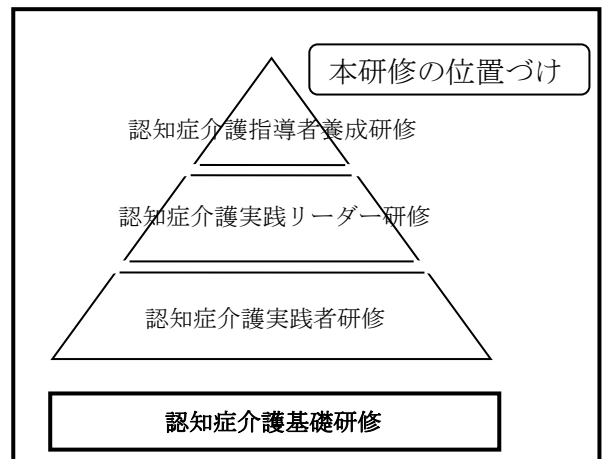 本研修の位置づけ
認知症介護指導者養成研修
認知症介護実践リーダー研修
認知症介護実践者研修
認知症介護基礎研修